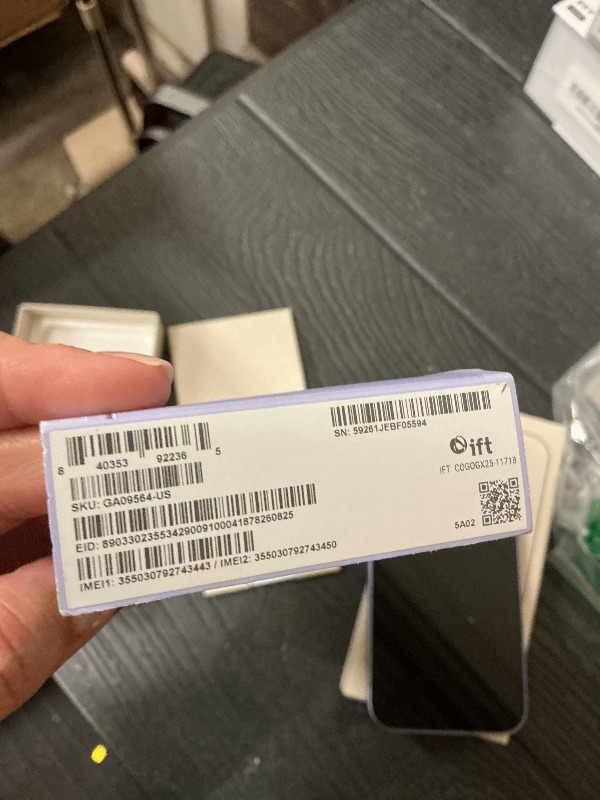 8 40353 92236 5
SN: 59261JEBF05594
SKU: GA09564-US
ift
IFT C0GOGX25-11718
EID: 89033023553429009100041878260825
5A02
IMEI1: 355030792743443 / IMEI2: 355030792743450